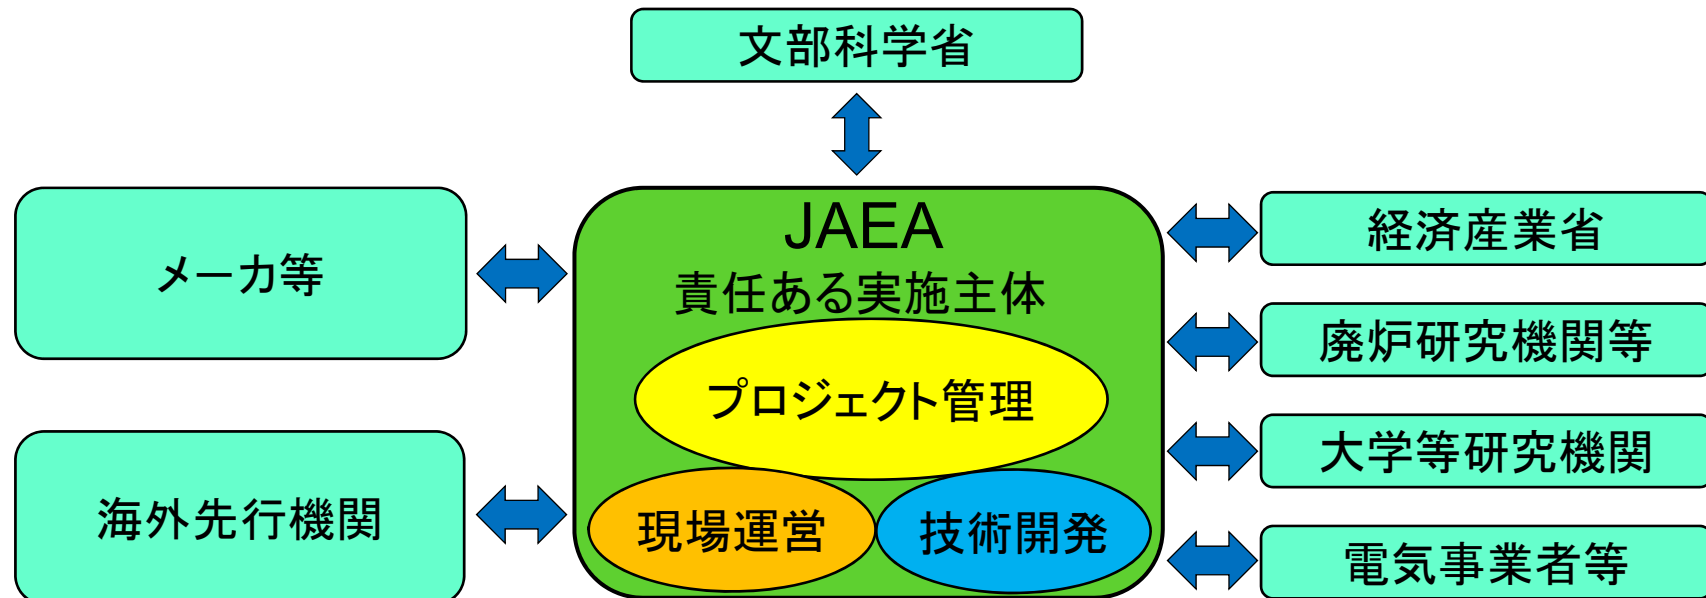 文部科学省
メーカ等
海外先行機関
JAEA
責任ある実施主体
プロジェクト管理
現場運営
技術開発
経済産業省
廃炉研究機関等
大学等研究機関
電気事業者等